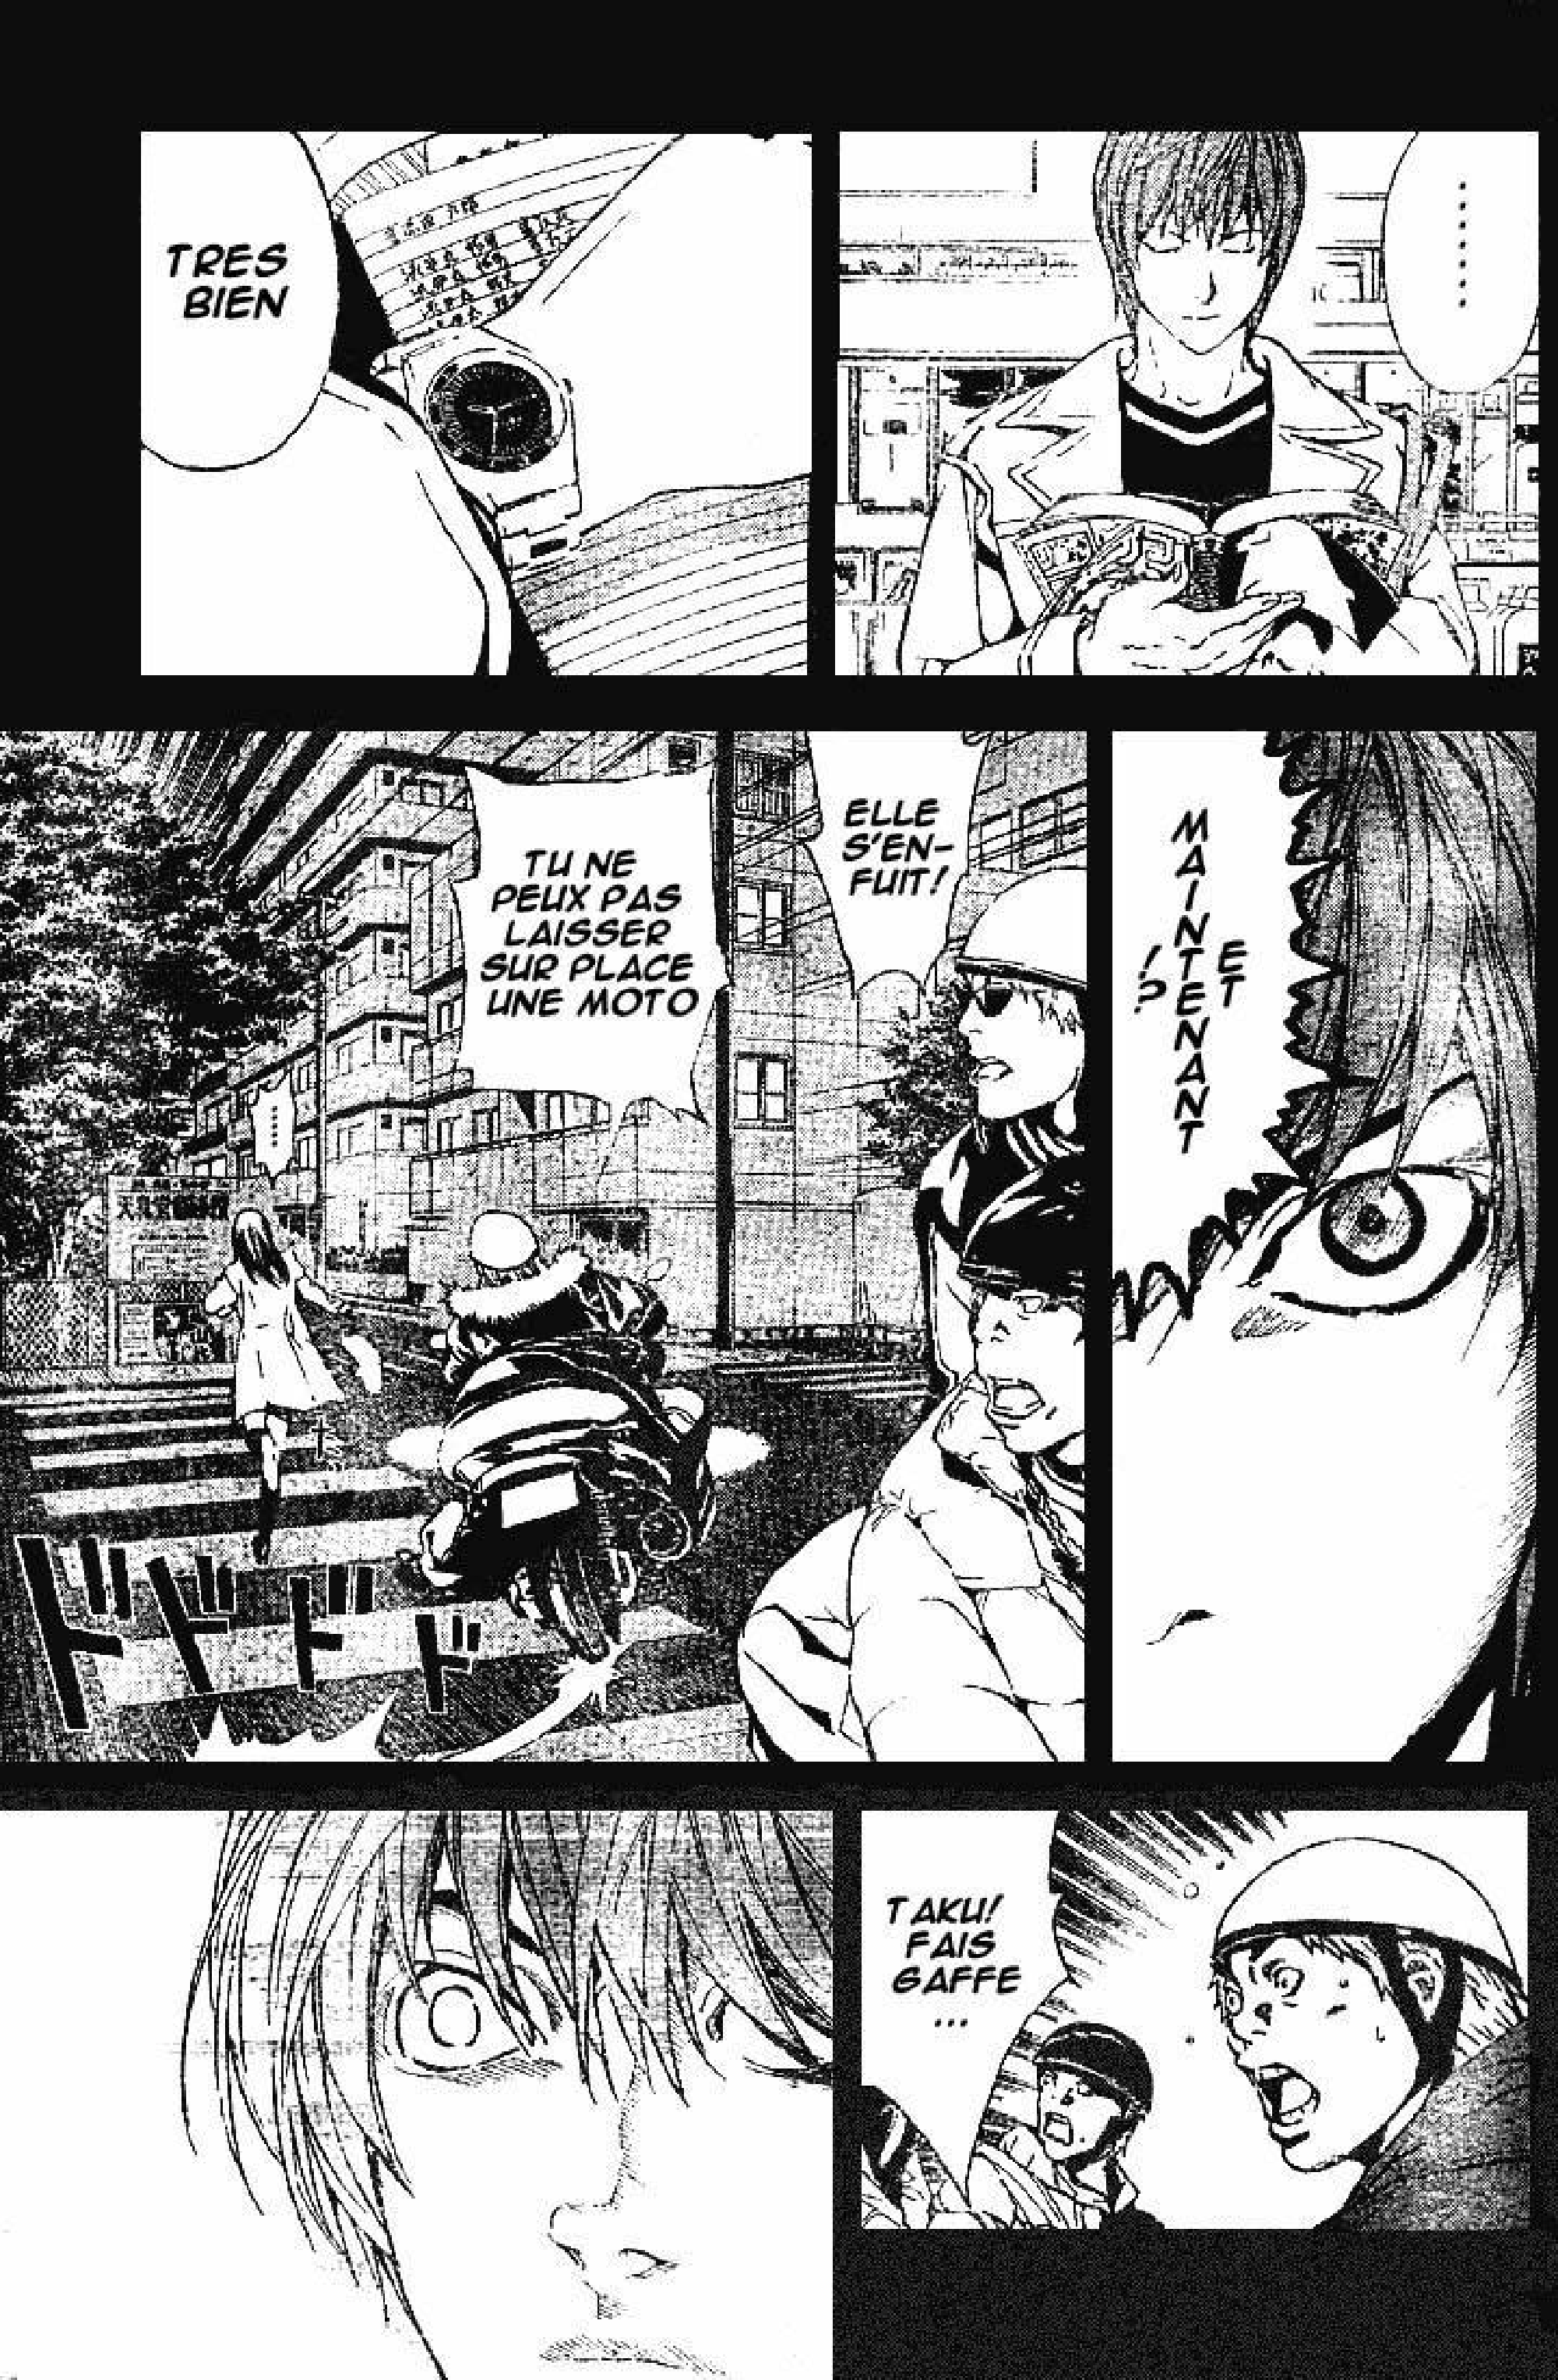 .......
TRES
BIEN
ET
MAINTENANT
!?
ELLE
S'EN-
FUIT!
TU NE
PEUX PAS
LAISSER
SUR PLACE
UNE MOTO
.....
ドドドド
TAKU!
FAIS
GAFFE
...